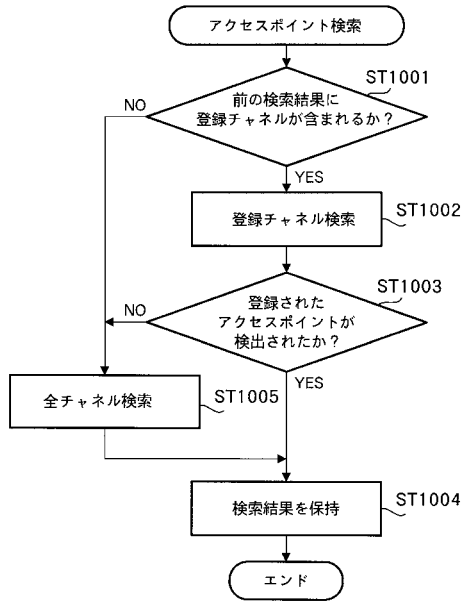 アクセスポイント検索
ST1001
前の検索結果に
登録チャネルが含まれるか?
NO
YES
登録チャネル検索
ST1002
ST1003
登録された
アクセスポイントが
検出されたか?
NO
YES
全チャネル検索
ST1005
検索結果を保持
ST1004
エンド